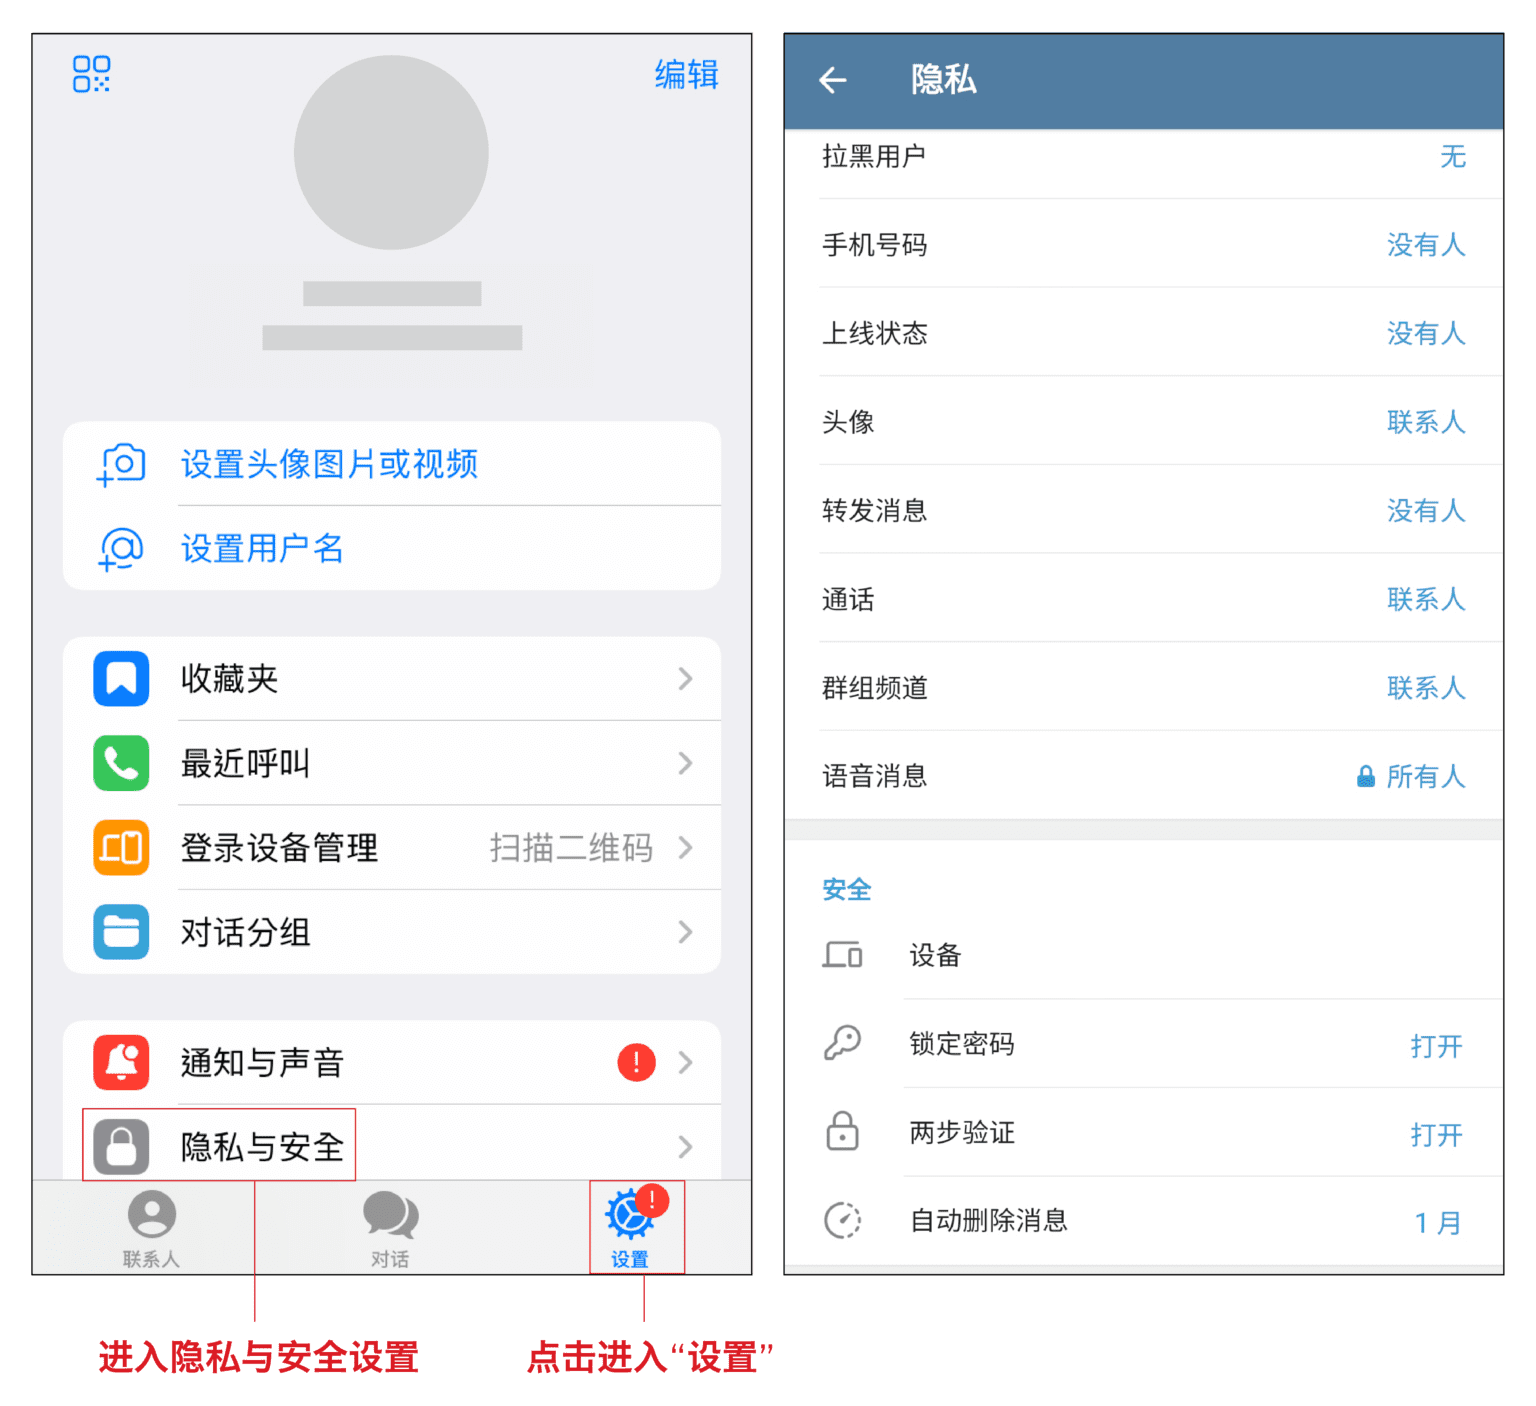 编辑
设置头像图片或视频
设置用户名
收藏夹
最近呼叫
登录设备管理 扫描二维码
对话分组
通知与声音 !
隐私与安全
联系人 对话 设置 !
进入隐私与安全设置 点击进入“设置”
隐私
拉黑用户 无
手机号码 没有人
上线状态 没有人
头像 联系人
转发消息 没有人
通话 联系人
群组频道 联系人
语音消息 所有人
安全
设备
锁定密码 打开
两步验证 打开
自动删除消息 1 月